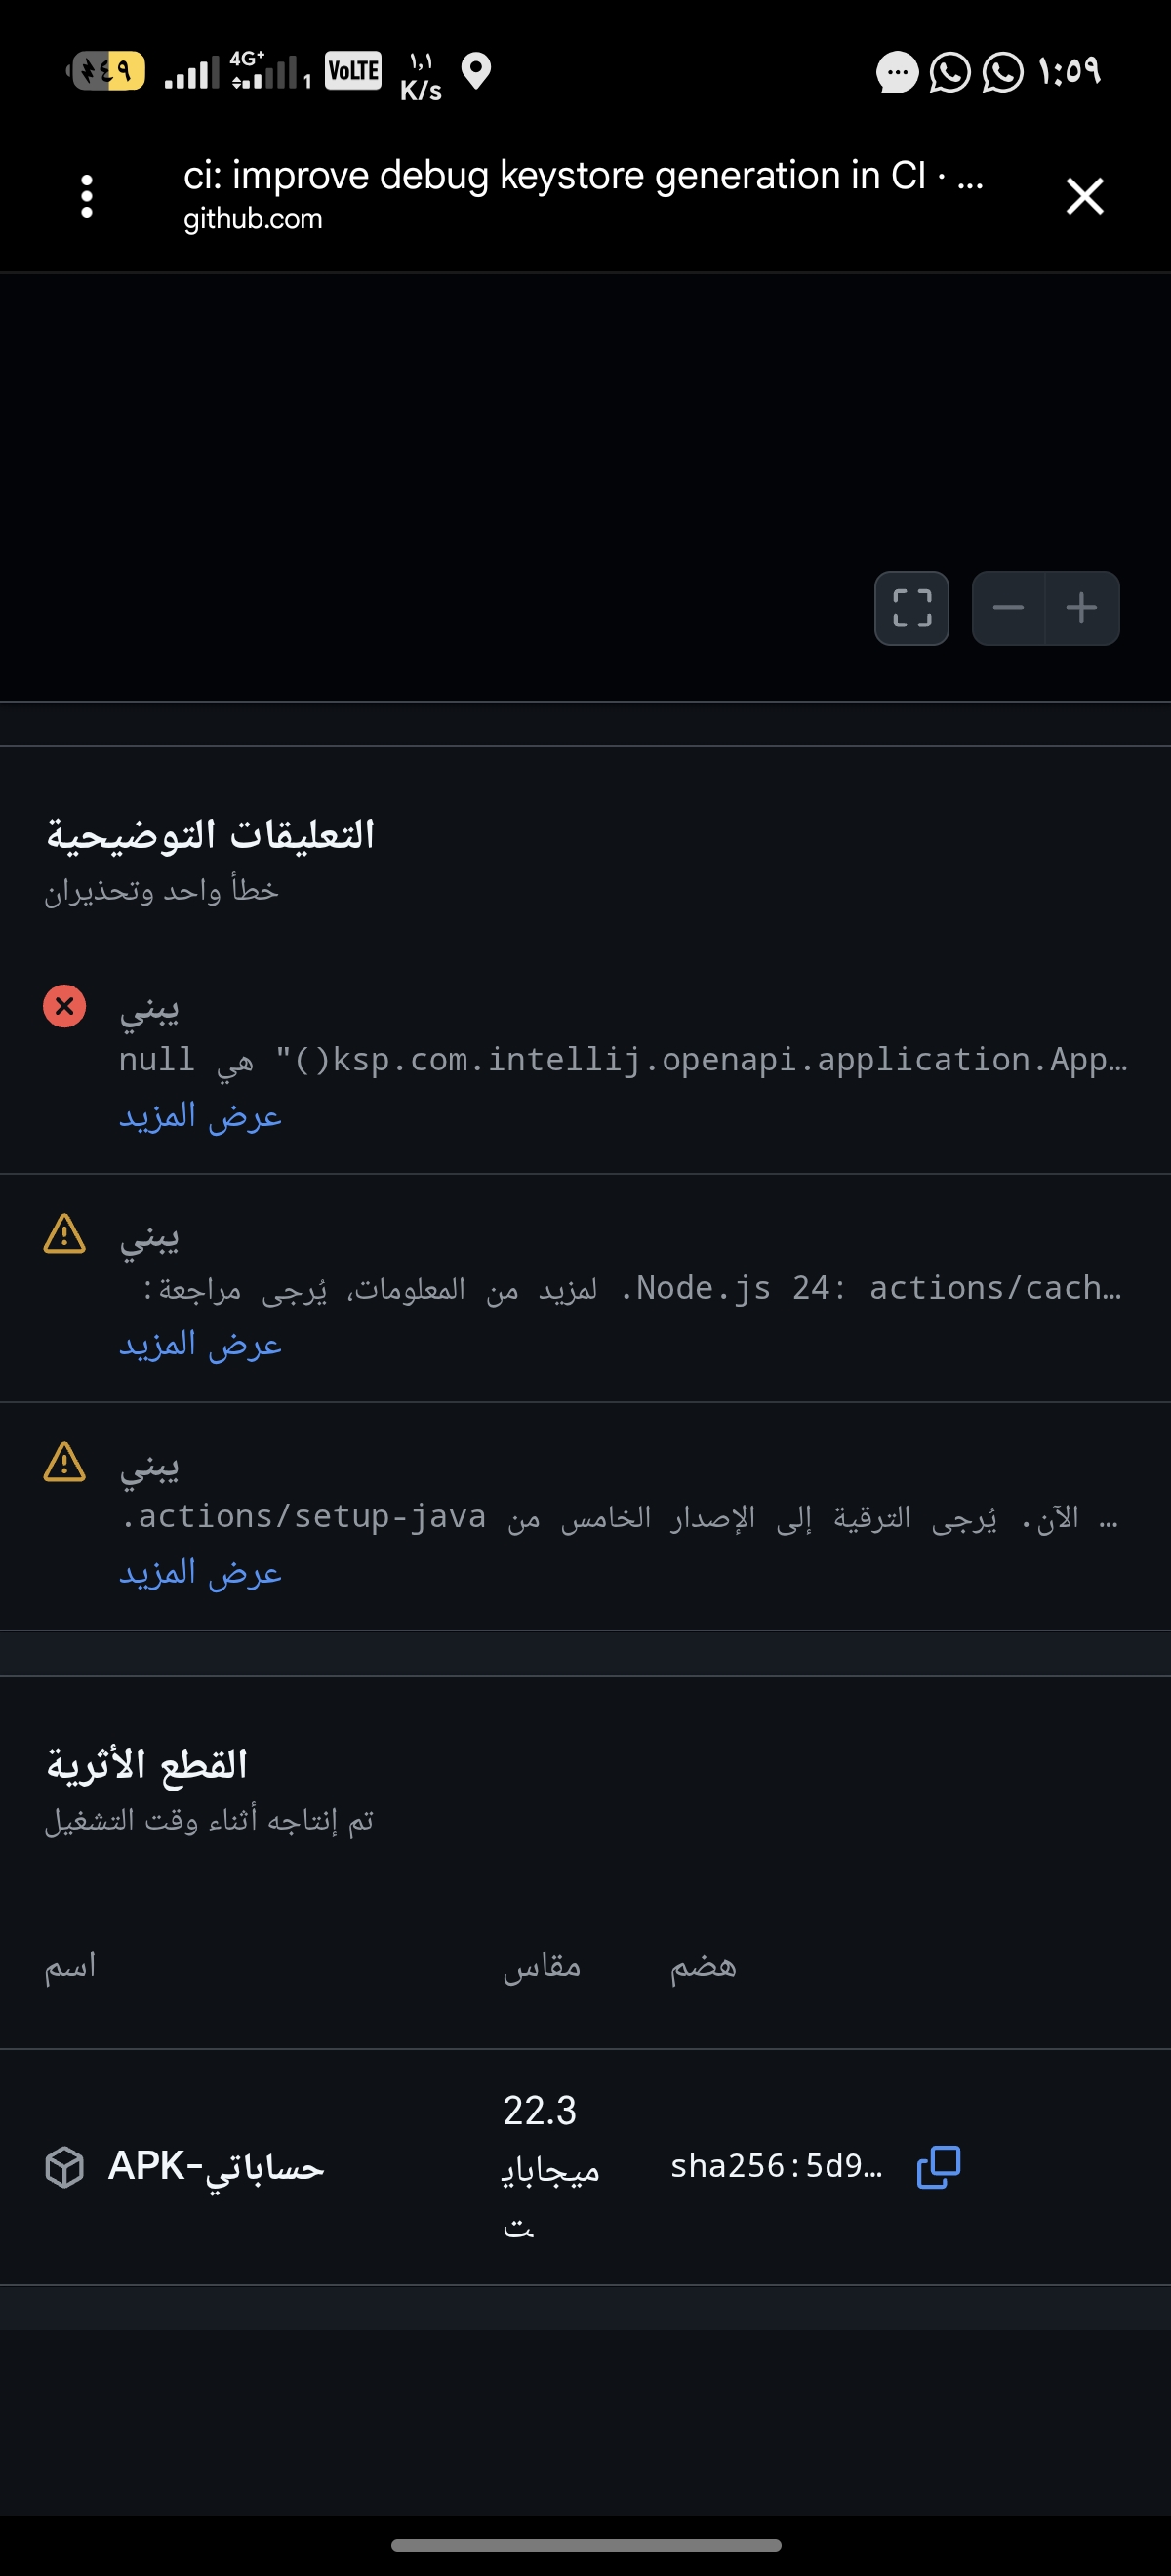 ٤٩
4G+
1
VoLTE
١,١
K/s
١:٥٩
ci: improve debug keystore generation in CI · ...
github.com
التعليقات التوضيحية
خطأ واحد وتحذيران
يبني
null هي "()ksp.com.intellij.openapi.application.App…
عرض المزيد
يبني
Node.js 24: actions/cach…. لمزيد من المعلومات، يُرجى مراجعة:
عرض المزيد
يبني
… الآن. يُرجى الترقية إلى الإصدار الخامس من actions/setup-java.
عرض المزيد
القطع الأثرية
تم إنتاجه أثناء وقت التشغيل
اسم
مقاس
هضم
حساباتي-APK
22.3
ميجاباي
ت
sha256:5d9…